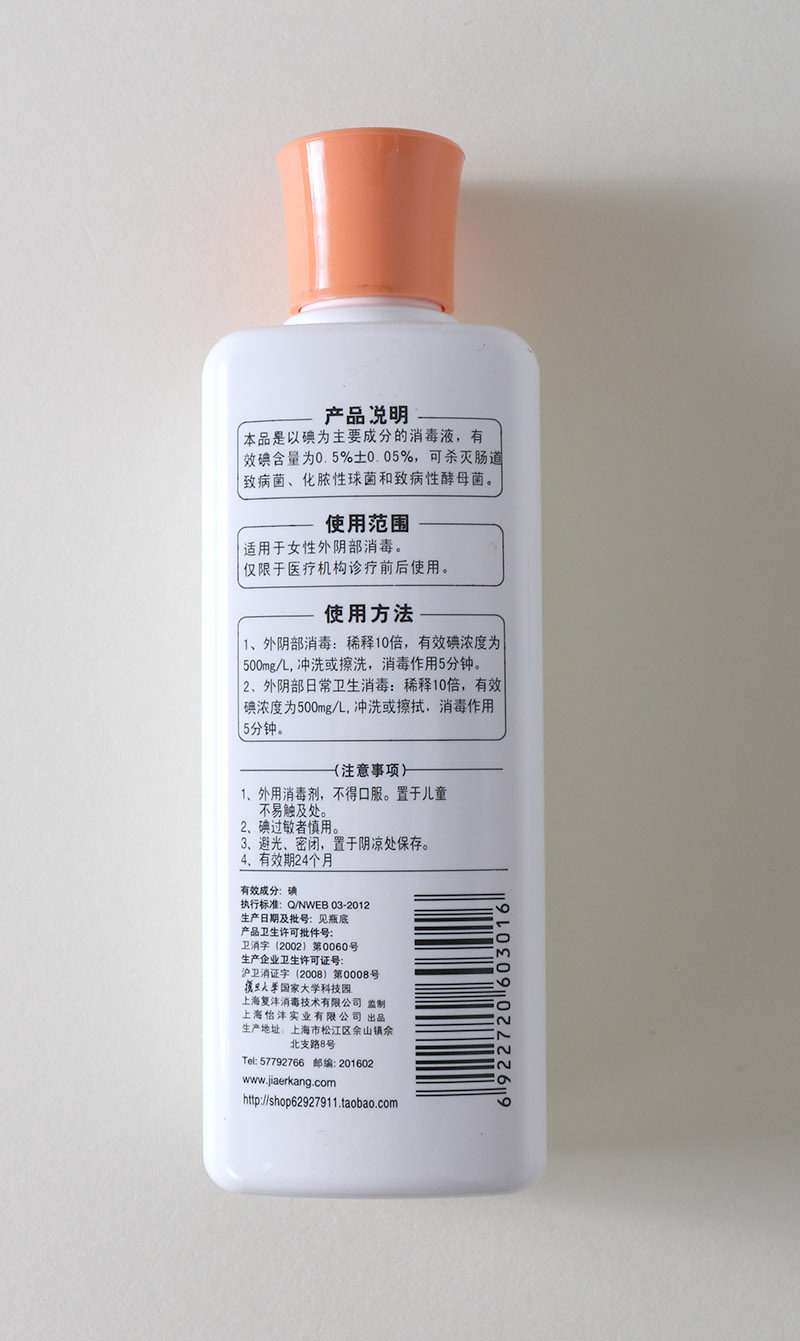 产品说明
本品是以碘为主要成分的消毒液，有
效碘含量为0.5%±0.05%，可杀灭肠道
致病菌、化脓性球菌和致病性酵母菌。
使用范围
适用于女性外阴部消毒。
仅限于医疗机构诊疗前后使用。
使用方法
1、外阴部消毒：稀释10倍，有效碘浓度为
500mg/L,冲洗或擦洗，消毒作用5分钟。
2、外阴部日常卫生消毒：稀释10倍，有效
碘浓度为500mg/L,冲洗或擦拭，消毒作用
5分钟。
(注意事项)
1、外用消毒剂，不得口服。置于儿童
不易触及处。
2、碘过敏者慎用。
3、避光、密闭，置于阴凉处保存。
4、有效期24个月
有效成分：碘
执行标准：Q/NWEB 03-2012
生产日期及批号：见瓶底
产品卫生许可批件号：
卫消字（2002）第0060号
生产企业卫生许可证号：
沪卫消证字（2008）第0008号
復旦大学国家大学科技园
上海复沣消毒技术有限公司 监制
上海怡沣实业有限公司 出品
生产地址：上海市松江区佘山镇佘
北支路8号
Tel: 57792766 邮编: 201602
www.jiaerkang.com
http://shop62927911.taobao.com
6922720603016